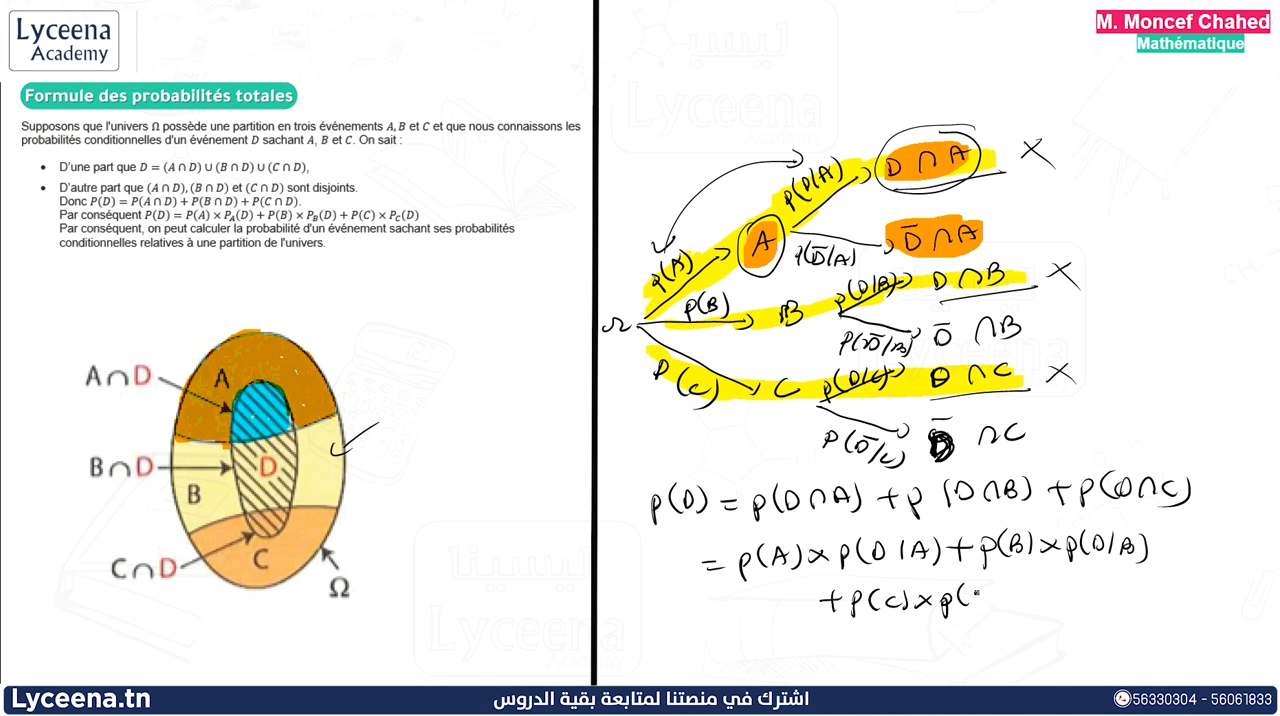 Lyceena
Academy
M. Moncef Chahed
Mathématique
Formule des probabilités totales
Supposons que l'univers Ω possède une partition en trois événements A, B et C et que nous connaissons les
probabilités conditionnelles d'un événement D sachant A, B et C. On sait :
• D'une part que D = (A ∩ D) ∪ (B ∩ D) ∪ (C ∩ D),
• D'autre part que (A ∩ D), (B ∩ D) et (C ∩ D) sont disjoints.
Donc P(D) = P(A ∩ D) + P(B ∩ D) + P(C ∩ D).
Par conséquent P(D) = P(A) × P_A(D) + P(B) × P_B(D) + P(C) × P_C(D)
Par conséquent, on peut calculer la probabilité d'un événement sachant ses probabilités
conditionnelles relatives à une partition de l'univers.
A∩D
A
B∩D
D
B
C∩D
C
Ω
Ω
p(A)
A
p(D/A)
D ∩ A
×
p(D̅/A)
D̅ ∩ A
p(B)
B
p(D/B)
D ∩ B
×
P(D̅/B)
D̅ ∩ B
P(C)
C
p(D/C)
D ∩ C
×
P(D̅/C)
D̅ ∩ C
p(D) = p(D∩A) + p(D∩B) + p(D∩C)
= p(A) × p(D/A) + p(B) × p(D/B)
+ p(C) × p(
Lyceena
Lyceena
Lyceena.tn
اشترك في منصتنا لمتابعة بقية الدروس
56330304 - 56061833